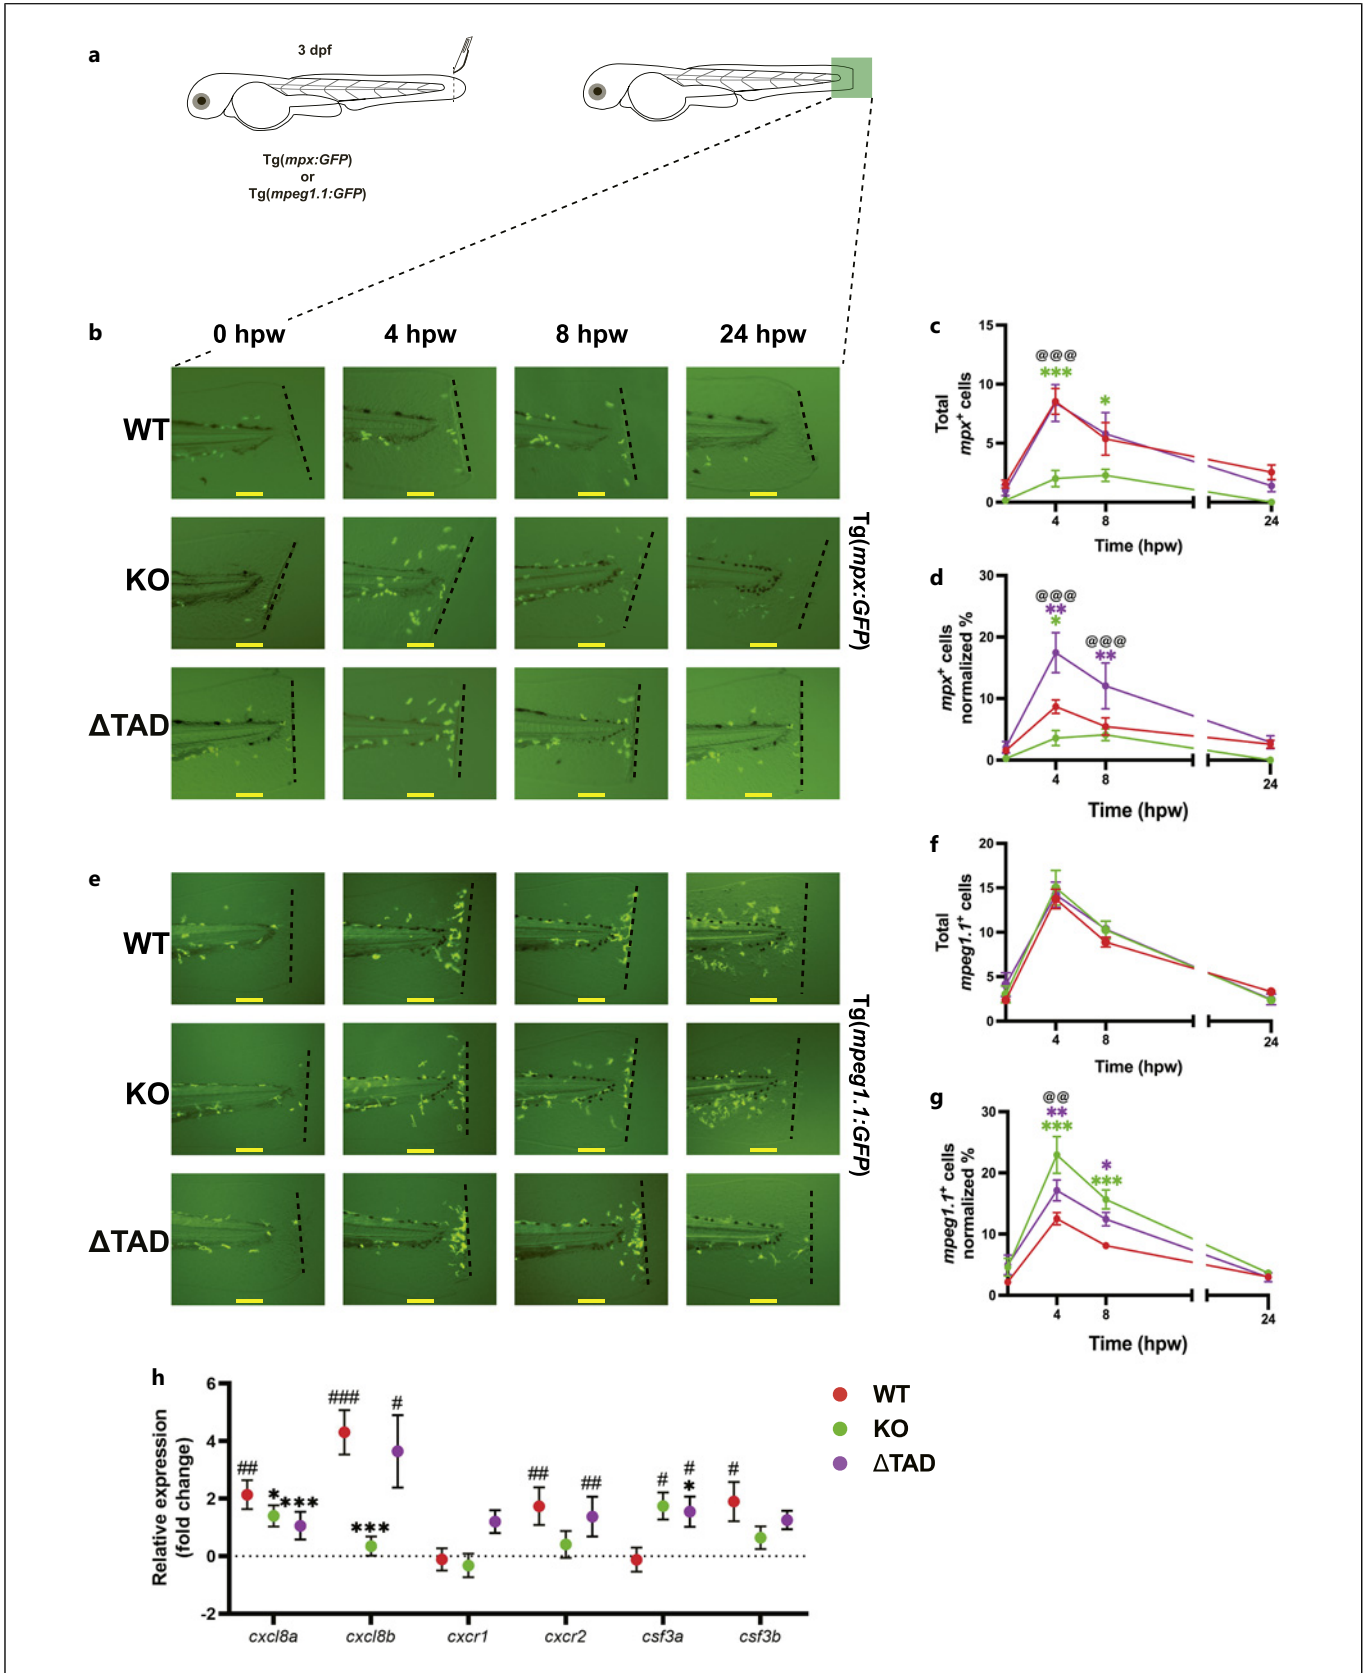 a
3 dpf
Tg(mpx:GFP)
or
Tg(mpeg1.1:GFP)
b
0 hpw
4 hpw
8 hpw
24 hpw
WT
KO
ΔTAD
Tg(mpx:GFP)
c
15
10
5
0
Total
mpx+ cells
@@@
***
*
4
8
24
Time (hpw)
d
30
20
10
0
mpx+ cells
normalized %
@@@
**
*
@@@
**
4
8
24
Time (hpw)
e
WT
KO
ΔTAD
Tg(mpeg1.1:GFP)
f
20
15
10
5
0
Total
mpeg1.1+ cells
4
8
24
Time (hpw)
g
30
20
10
0
mpeg1.1+ cells
normalized %
@@
**
***
*
***
4
8
24
Time (hpw)
h
6
4
2
0
-2
Relative expression
(fold change)
##
*
***
###
***
#
##
##
#
#
*
#
cxcl8a
cxcl8b
cxcr1
cxcr2
csf3a
csf3b
WT
KO
ΔTAD